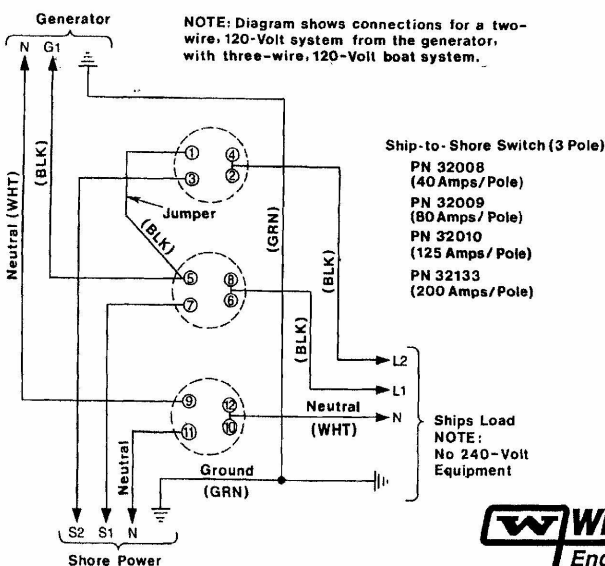 Generator
NOTE: Diagram shows connections for a two-
wire, 120-Volt system from the generator,
with three-wire, 120-Volt boat system.
N G1
Neutral (WHT)
(BLK)
1
4
3
2
Jumper
(BLK)
(GRN)
(BLK)
5
8
7
6
(BLK)
Ship-to-Shore Switch (3 Pole)
PN 32008
(40 Amps/Pole)
PN 32009
(80 Amps/Pole)
PN 32010
(125 Amps/Pole)
PN 32133
(200 Amps/Pole)
L2
L1
N
9
12
11
10
Neutral
(WHT)
Ships Load
NOTE:
No 240-Volt
Equipment
Neutral
Ground
(GRN)
S2 S1 N
Shore Power